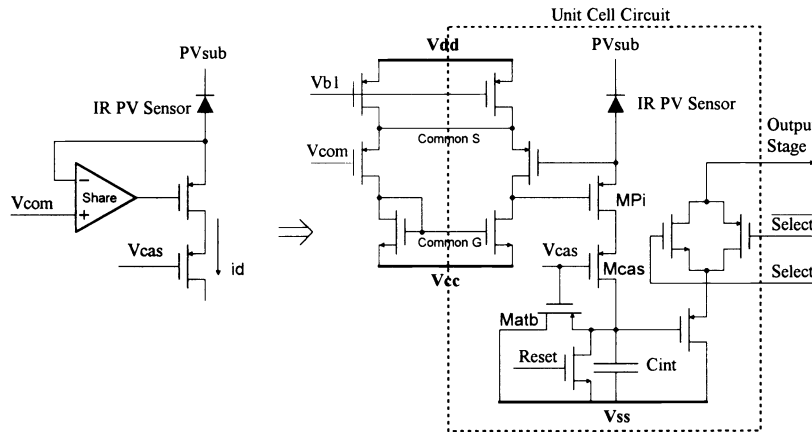 Unit Cell Circuit
PVsub
IR PV Sensor
Share
-
+
Vcom
Vcas
id
Vdd
PVsub
Vb1
IR PV Sensor
Common S
Vcom
Output
Stage
MPi
Common G
Select
Vcas
Mcas
Select
Vcc
Matb
Reset
Cint
Vss